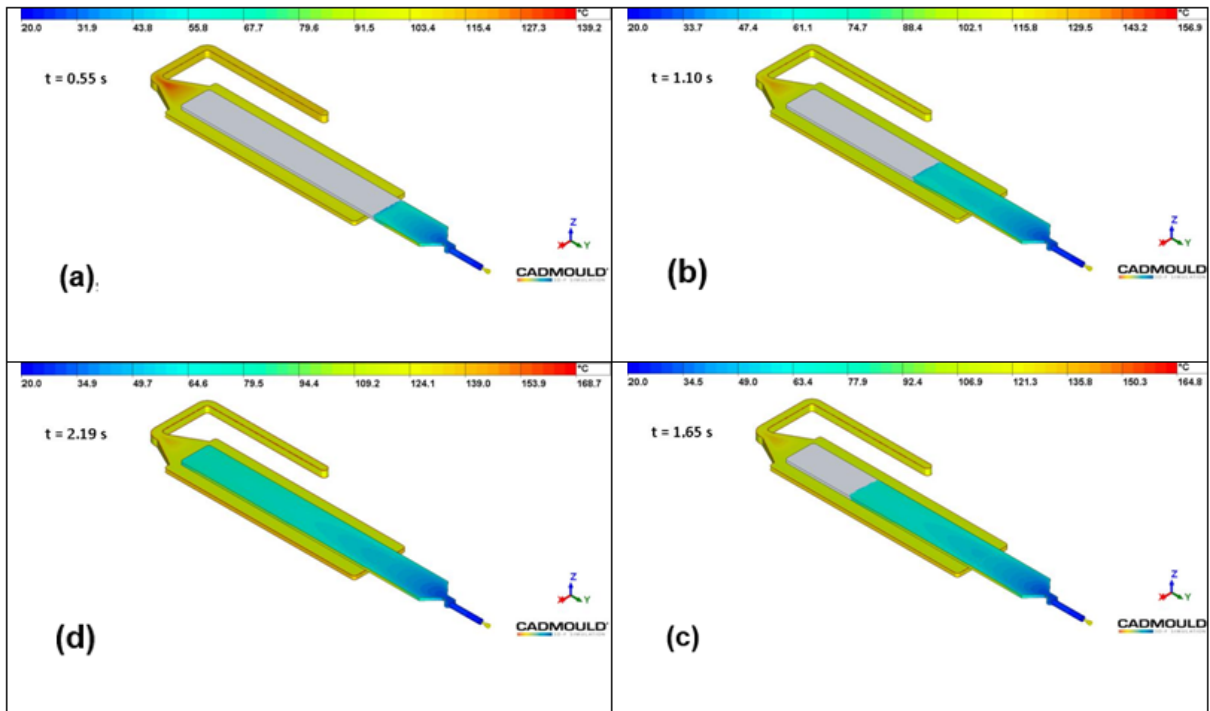 °C
20.0 31.9 43.8 55.8 67.7 79.6 91.5 103.4 115.4 127.3 139.2
t = 0.55 s
Z
X Y
CADMOULD
(a).
°C
20.0 33.7 47.4 61.1 74.7 88.4 102.1 115.8 129.5 143.2 156.9
t = 1.10 s
Z
X Y
CADMOULD
(b)
°C
20.0 34.9 49.7 64.6 79.5 94.4 109.2 124.1 139.0 153.9 168.7
t = 2.19 s
Z
X Y
CADMOULD
(d)
°C
20.0 34.5 49.0 63.4 77.9 92.4 106.9 121.3 135.8 150.3 164.8
t = 1.65 s
Z
X Y
CADMOULD
(c)